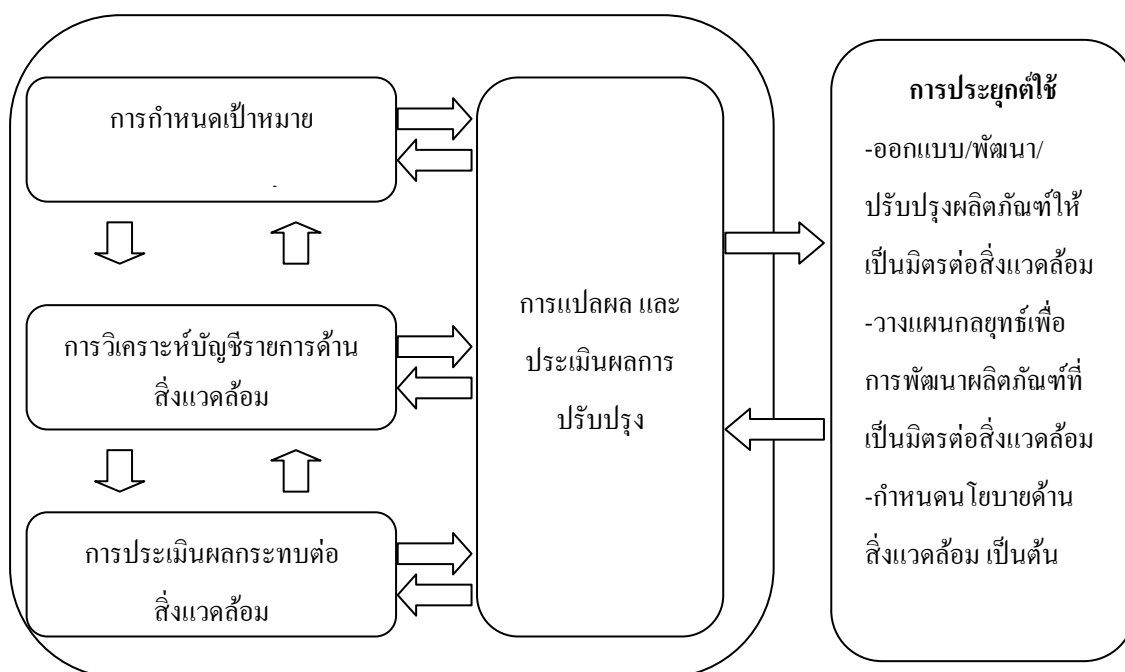 การกำหนดเป้าหมาย
การวิเคราะห์บัญชีรายการด้าน
สิ่งแวดล้อม
การประเมินผลกระทบต่อ
สิ่งแวดล้อม
การแปลผล และ
ประเมินผลการ
ปรับปรุง
การประยุกต์ใช้
-ออกแบบ/พัฒนา/
ปรับปรุงผลิตภัณฑ์ให้
เป็นมิตรต่อสิ่งแวดล้อม
-วางแผนกลยุทธ์เพื่อ
การพัฒนาผลิตภัณฑ์ที่
เป็นมิตรต่อสิ่งแวดล้อม
-กำหนดนโยบายด้าน
สิ่งแวดล้อม เป็นต้น